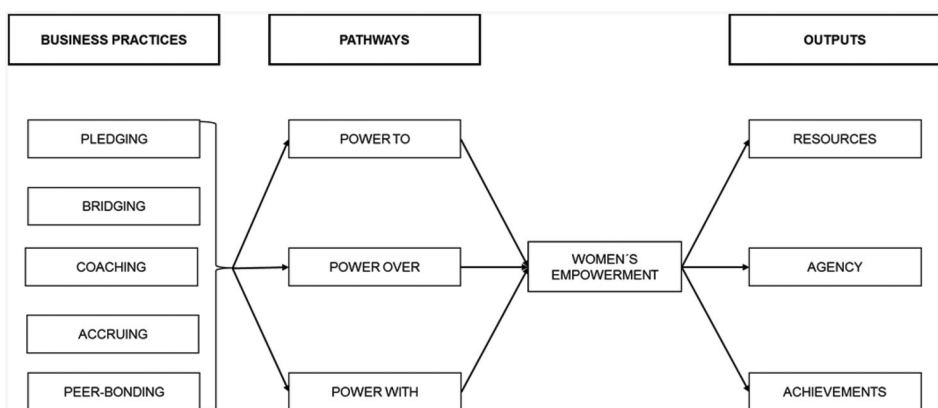 BUSINESS PRACTICES
PATHWAYS
OUTPUTS
PLEDGING
POWER TO
RESOURCES
BRIDGING
COACHING
POWER OVER
WOMEN´S
EMPOWERMENT
AGENCY
ACCRUING
PEER-BONDING
POWER WITH
ACHIEVEMENTS